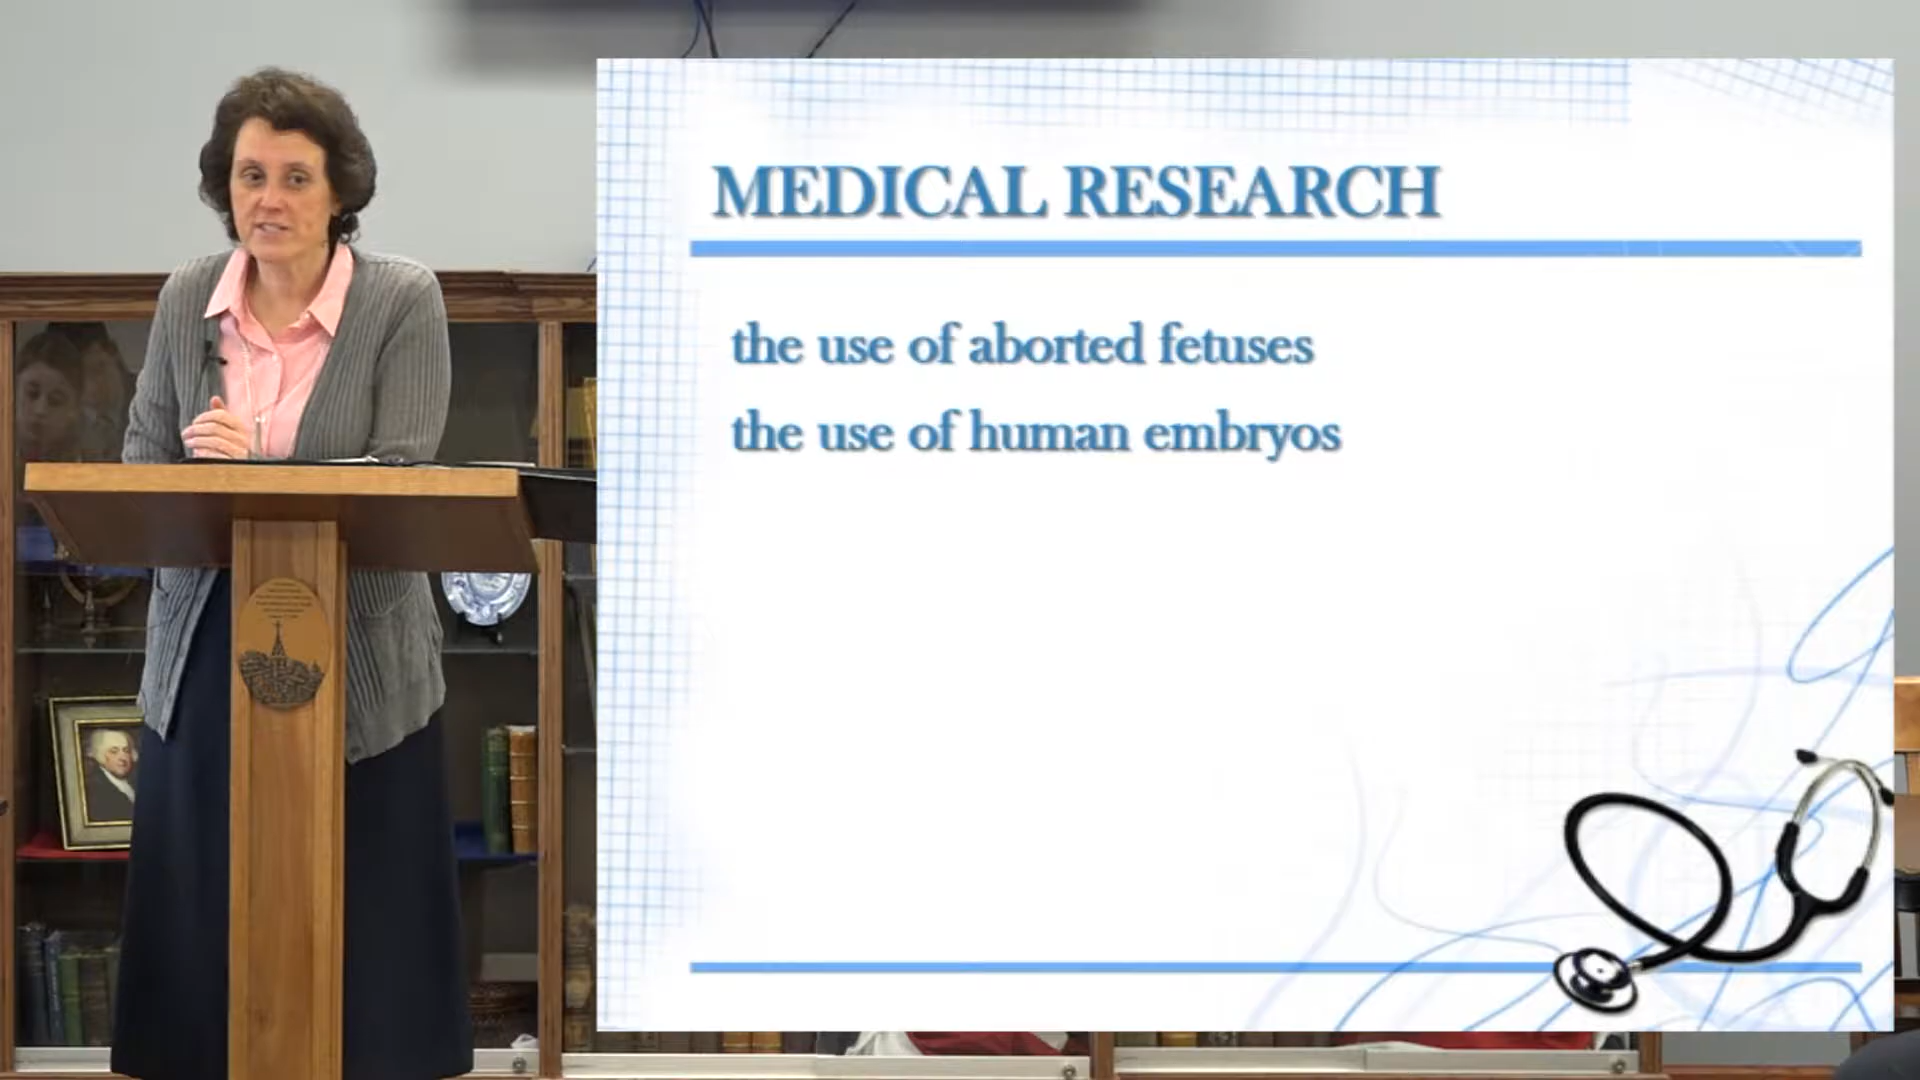 MEDICAL RESEARCH
the use of aborted fetuses
the use of human embryos